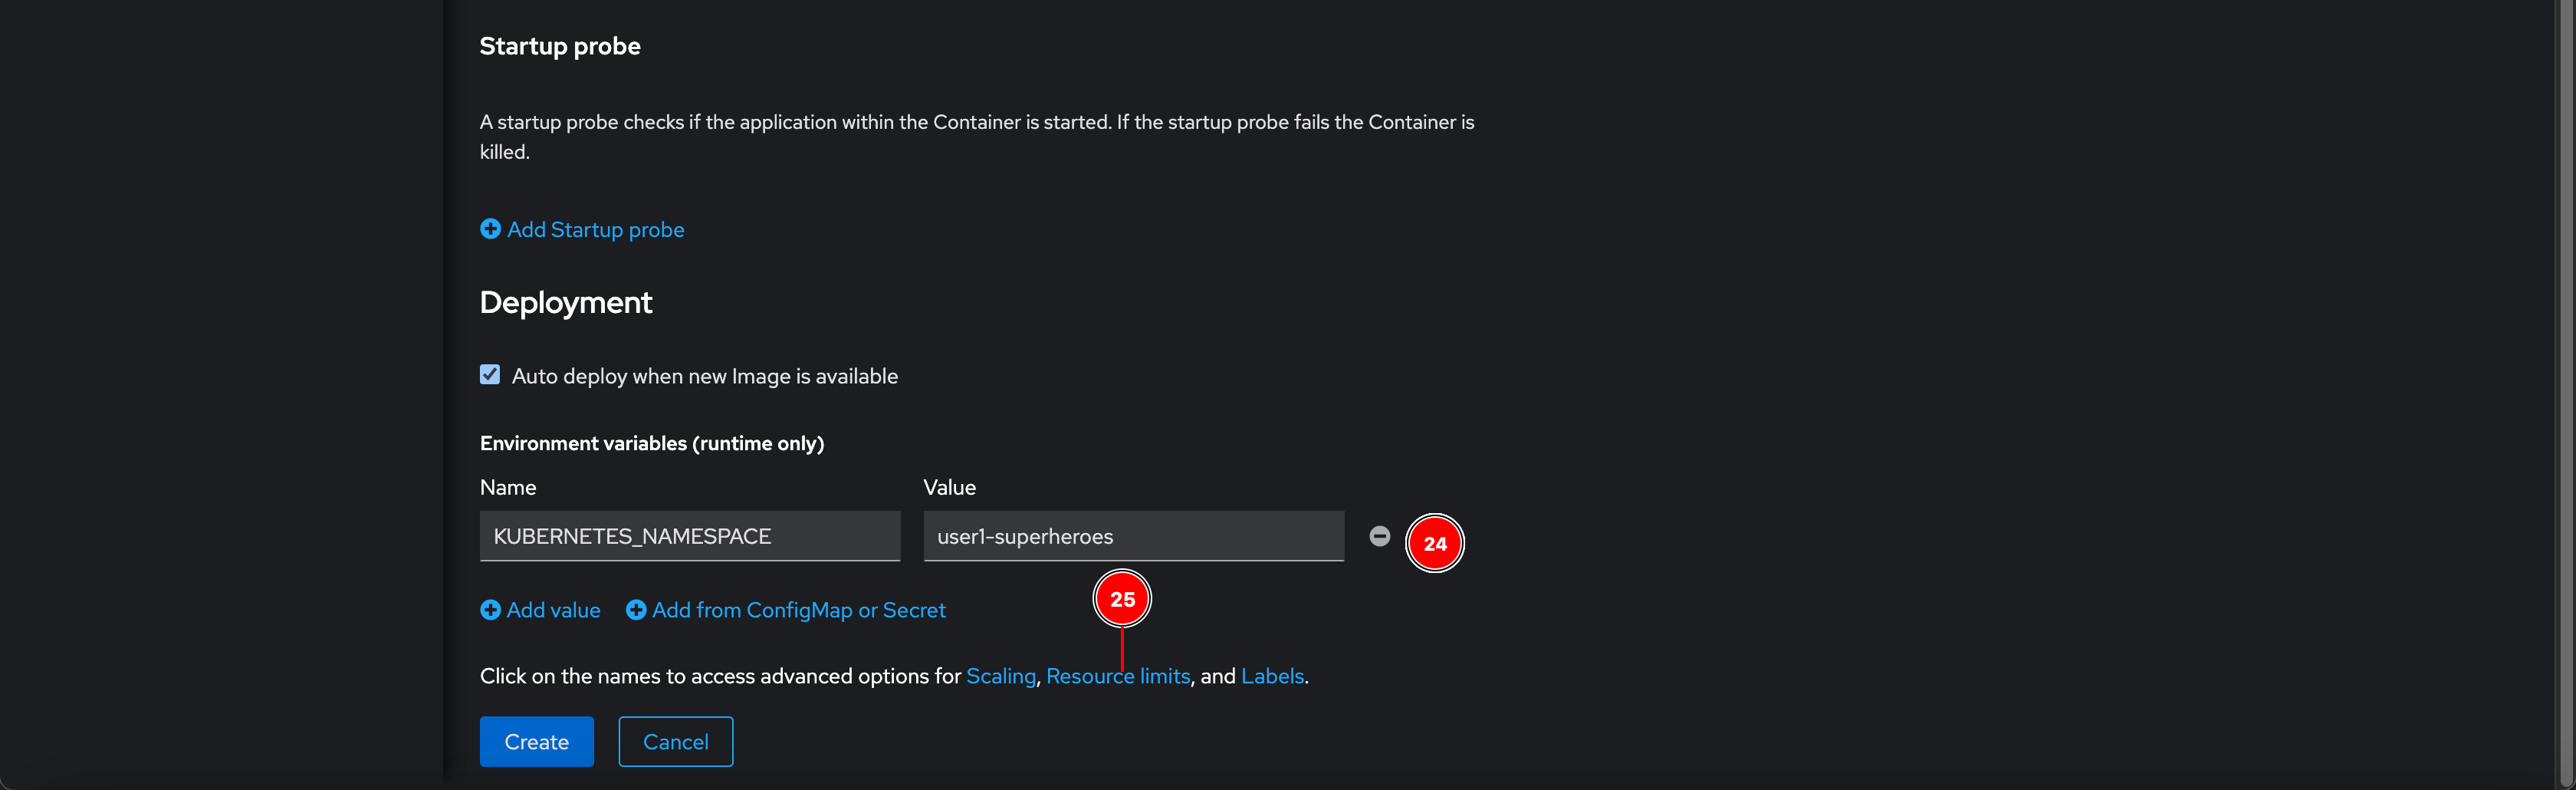 Startup probe
A startup probe checks if the application within the Container is started. If the startup probe fails the Container is
killed.
Add Startup probe
Deployment
Auto deploy when new Image is available
Environment variables (runtime only)
Name Value
KUBERNETES_NAMESPACE user1-superheroes 24
25
Add value Add from ConfigMap or Secret
Click on the names to access advanced options for Scaling, Resource limits, and Labels.
Create Cancel